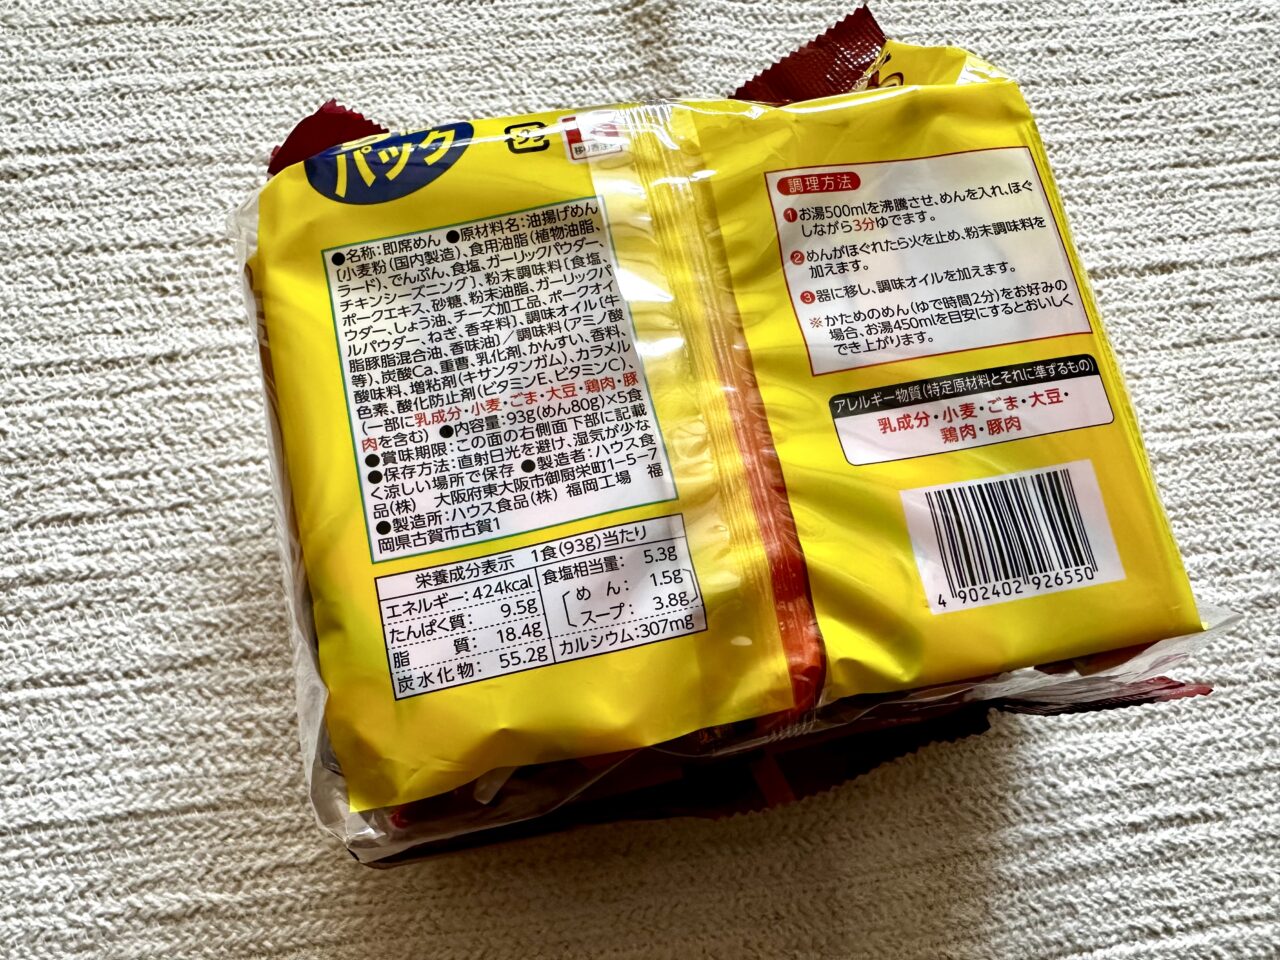 パック
プラ
移り香注意
●名称:即席めん ●原材料名:油揚げめん
〔小麦粉(国内製造)、食用油脂(植物油脂、
ラード)、でんぷん、食塩、ガーリックパウダー、
チキンシーズニング〕、粉末調味料〔食塩、
ポークエキス、砂糖、粉末油脂、ガーリックパ
ウダー、しょう油、チーズ加工品、ポークオイ
ルパウダー、ねぎ、香辛料〕、調味オイル〔牛
脂豚脂混合油、香味油〕/調味料(アミノ酸
等)、炭酸Ca、重曹、乳化剤、かんすい、香料、
酸味料、増粘剤(キサンタンガム)、カラメル
色素、酸化防止剤(ビタミンE、ビタミンC)、
(一部に乳成分・小麦・ごま・大豆・鶏肉・豚
肉を含む) ●内容量:93g(めん80g)×5食
●賞味期限:この面の右側面下部に記載
●保存方法:直射日光を避け、湿気が少な
く涼しい場所で保存 ●製造者:ハウス食
品(株) 大阪府東大阪市御厨栄町1-5-7
●製造所:ハウス食品(株) 福岡工場 福
岡県古賀市古賀1
栄養成分表示 1食(93g)当たり
エネルギー:424kcal
たんぱく質: 9.5g
脂 質: 18.4g
炭水化物: 55.2g
食塩相当量: 5.3g
めん: 1.5g
スープ: 3.8g
カルシウム:307mg
調理方法
❶お湯500mlを沸騰させ、めんを入れ、ほぐ
しながら3分ゆでます。
❷めんがほぐれたら火を止め、粉末調味料を
加えます。
❸器に移し、調味オイルを加えます。
※かためのめん(ゆで時間2分)をお好みの
場合、お湯450mlを目安にするとおいしく
でき上がります。
アレルギー物質(特定原材料とそれに準ずるもの)
乳成分・小麦・ごま・大豆・
鶏肉・豚肉
4 902402 926550